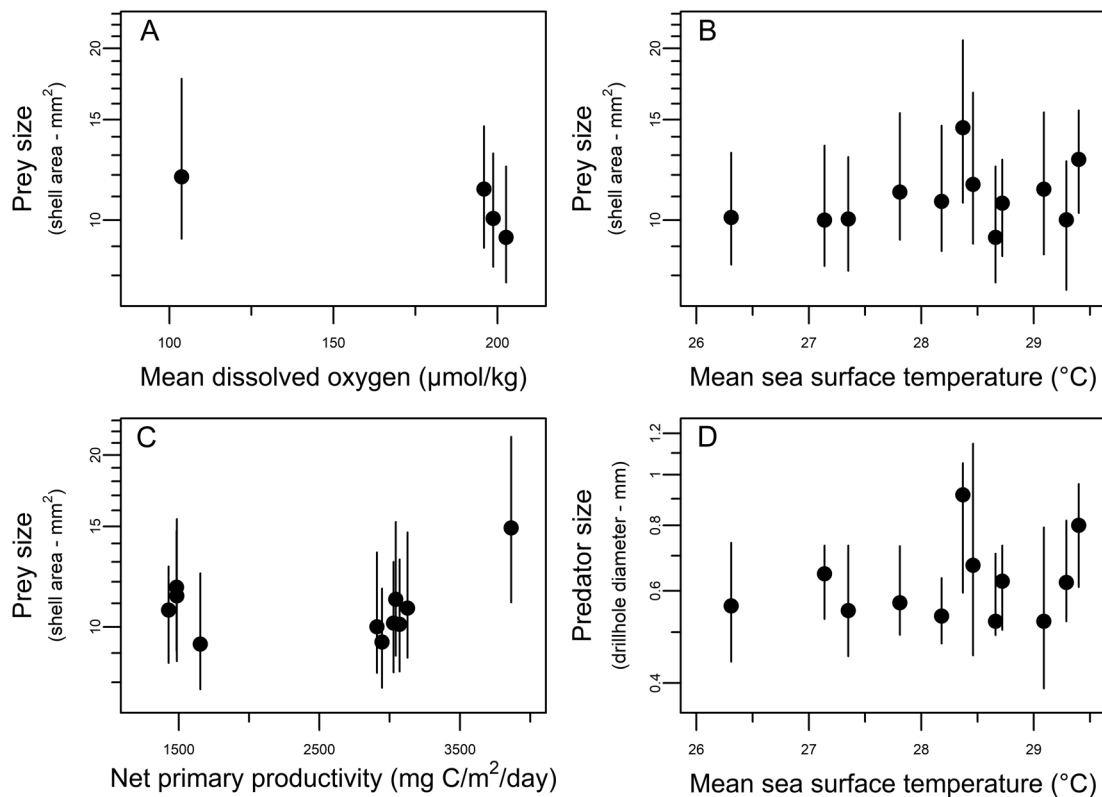 A
Prey size
(shell area - mm²)
20
15
10
100
150
200
Mean dissolved oxygen (µmol/kg)
B
Prey size
(shell area - mm²)
20
15
10
26
27
28
29
Mean sea surface temperature (°C)
C
Prey size
(shell area - mm²)
20
15
10
1500
2500
3500
Net primary productivity (mg C/m²/day)
D
Predator size
(drillhole diameter - mm)
1.2
1
0.8
0.6
0.4
26
27
28
29
Mean sea surface temperature (°C)